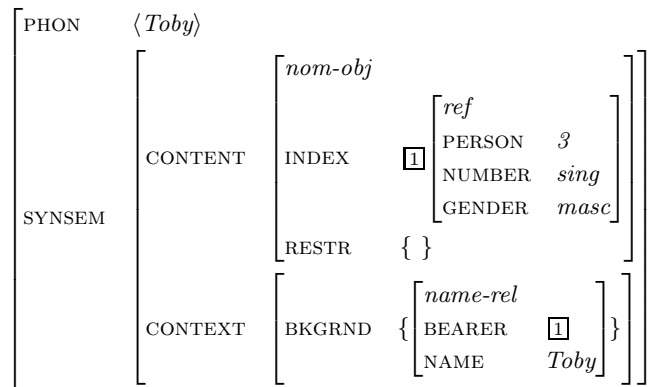 PHON ⟨Toby⟩
nom-obj
ref
PERSON 3
CONTENT INDEX 1
NUMBER sing
GENDER masc
SYNSEM
RESTR { }
name-rel
CONTEXT BKGRND { BEARER 1 }
NAME Toby